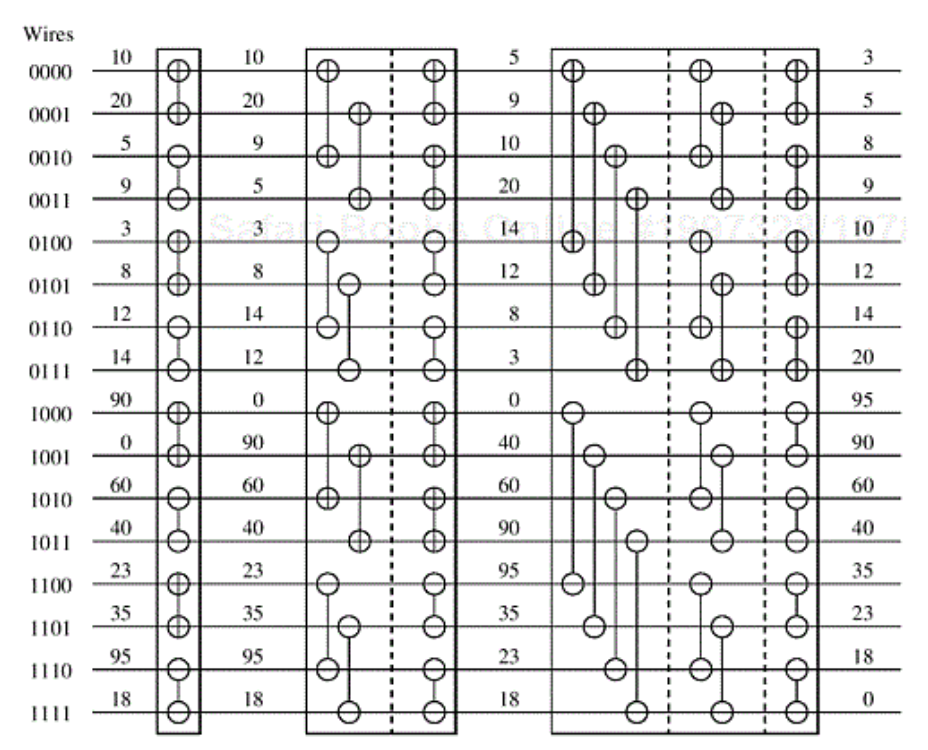 Wires
0000 10 10 5 3
0001 20 20 9 5
0010 5 9 10 8
0011 9 5 20 9
Safari Books Online #
0100 3 3 14 10
0101 8 8 12 12
0110 12 14 8 14
0111 14 12 3 20
1000 90 0 0 95
1001 0 90 40 90
1010 60 60 60 60
1011 40 40 90 40
1100 23 23 95 35
1101 35 35 35 23
1110 95 95 23 18
1111 18 18 18 0